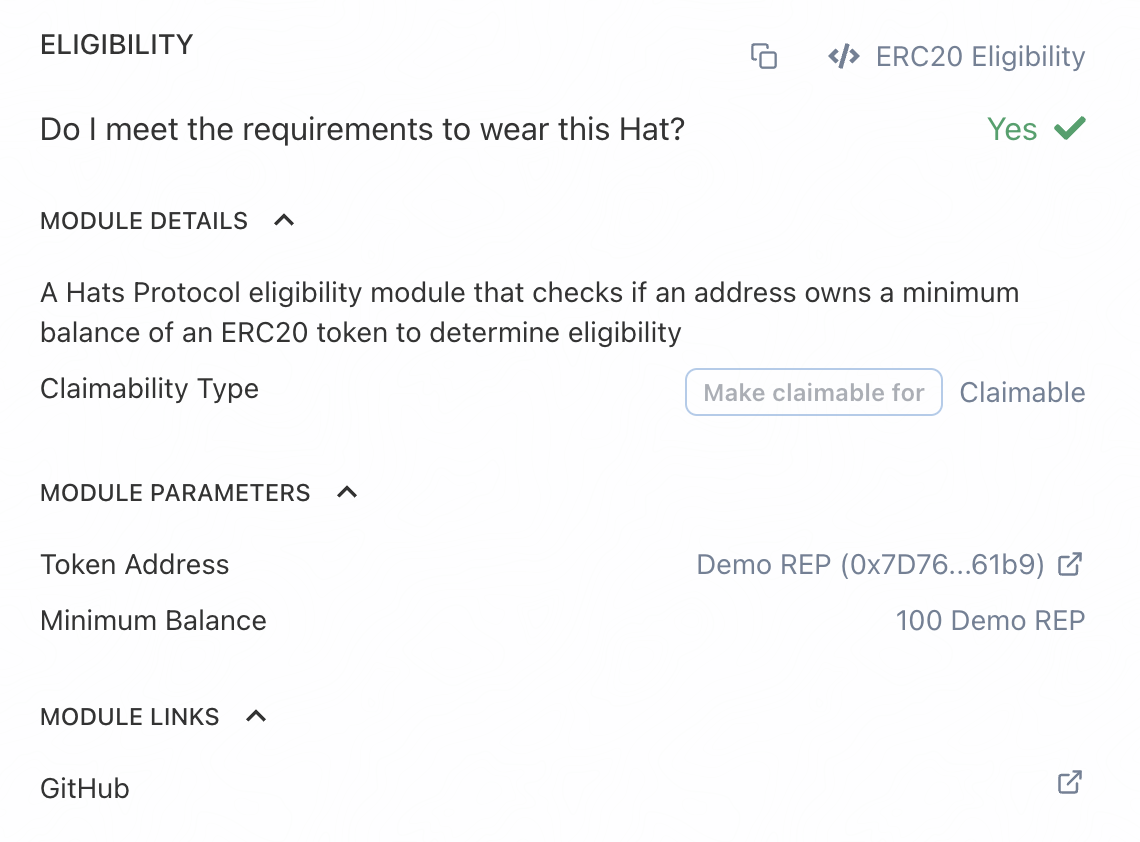 ELIGIBILITY
</> ERC20 Eligibility
Do I meet the requirements to wear this Hat?
Yes
MODULE DETAILS
A Hats Protocol eligibility module that checks if an address owns a minimum
balance of an ERC20 token to determine eligibility
Claimability Type
Make claimable for
Claimable
MODULE PARAMETERS
Token Address
Demo REP (0x7D76...61b9)
Minimum Balance
100 Demo REP
MODULE LINKS
GitHub